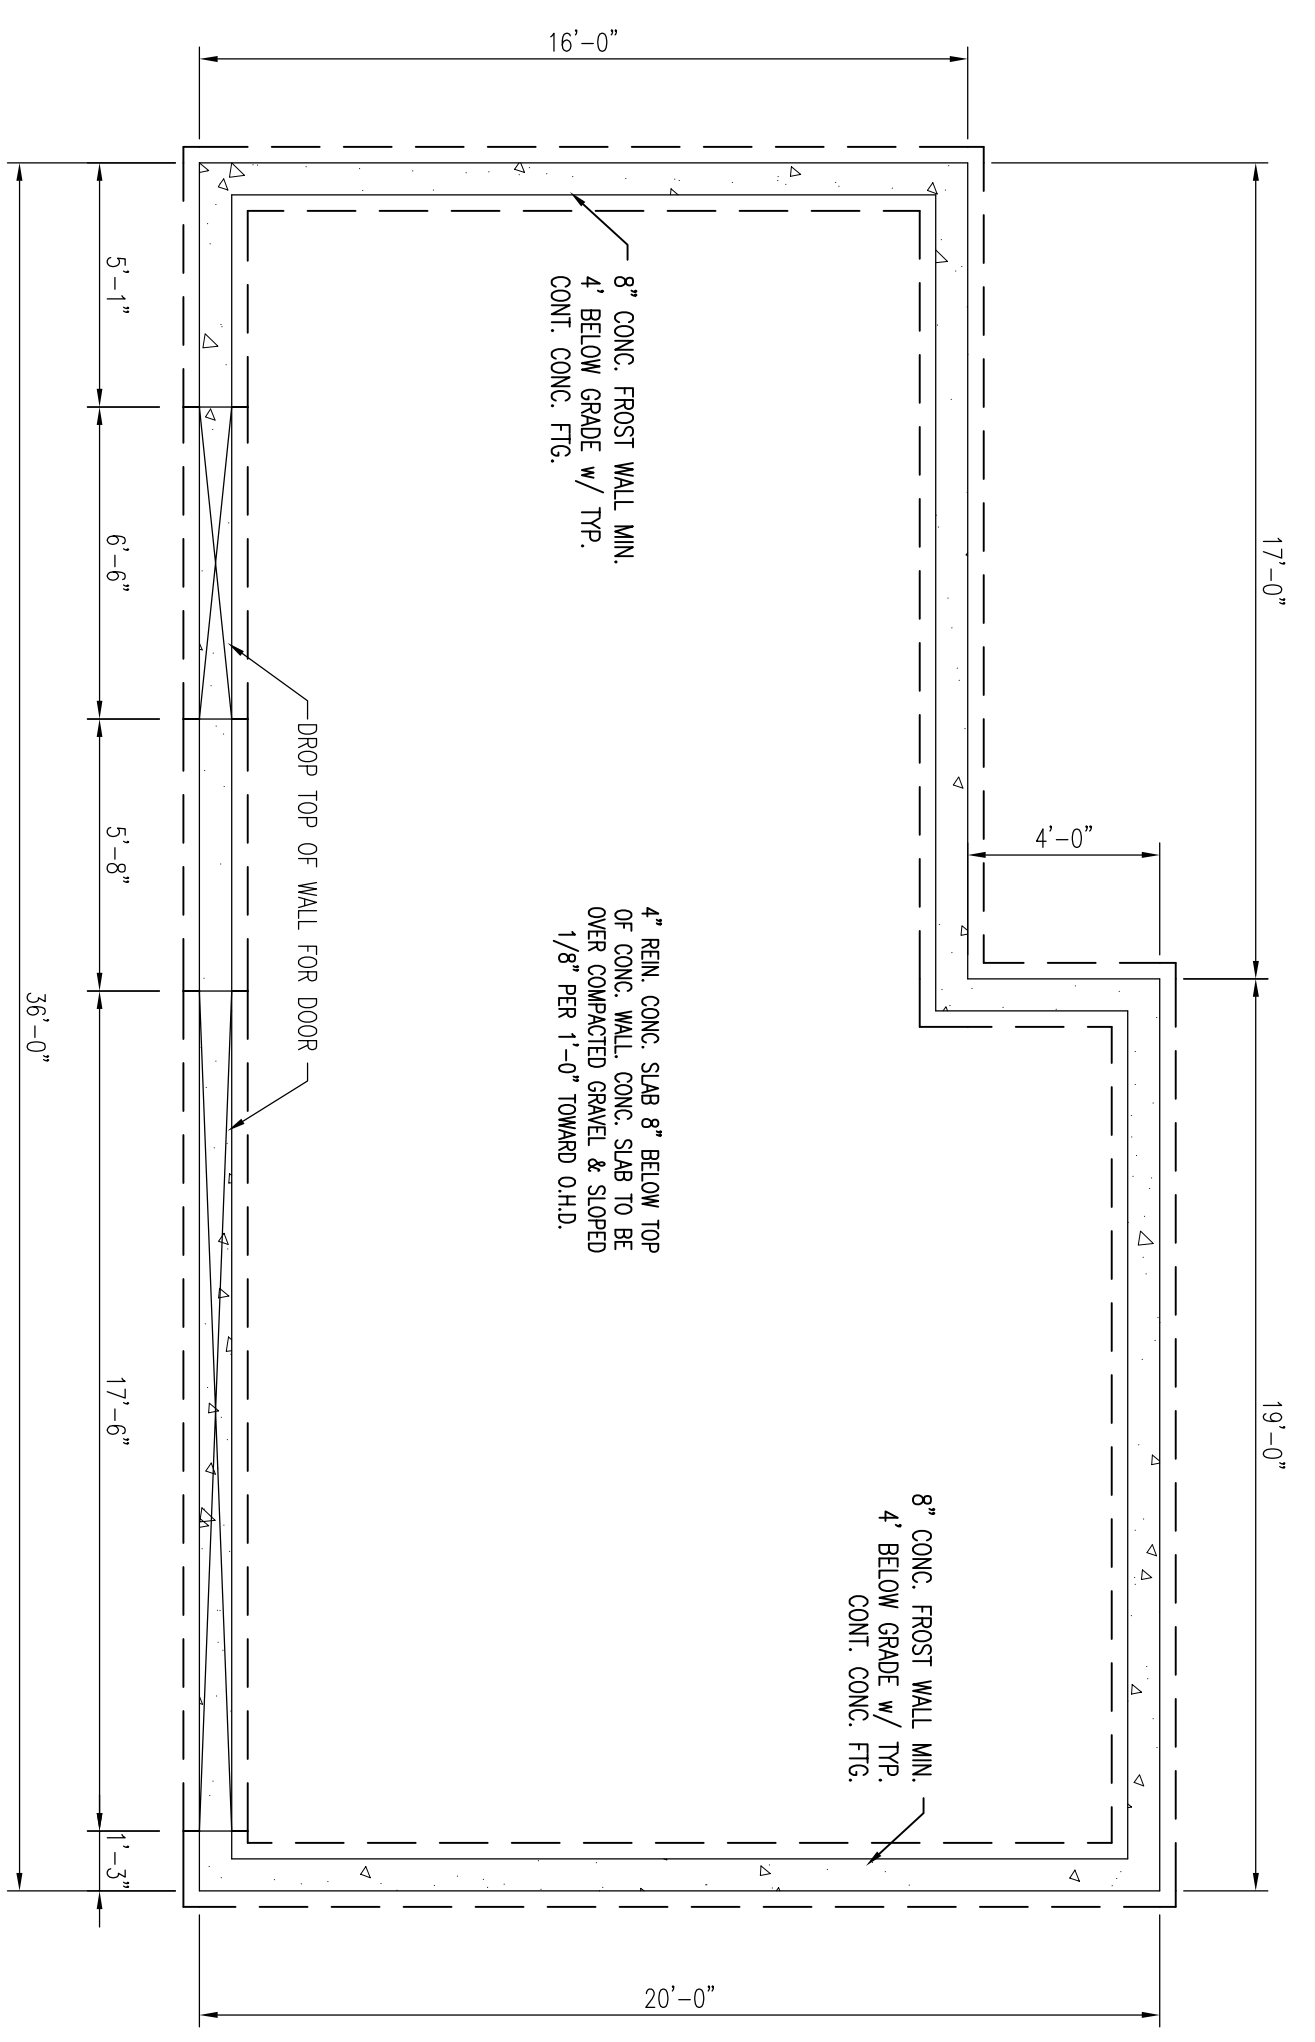 16'-0"
17'-0"
4'-0"
19'-0"
20'-0"
8" CONC. FROST WALL MIN.
4' BELOW GRADE w/ TYP.
CONT. CONC. FTG.
4" REIN. CONC. SLAB 8" BELOW TOP
OF CONC. WALL. CONC. SLAB TO BE
OVER COMPACTED GRAVEL & SLOPED
1/8" PER 1'-0" TOWARD O.H.D.
8" CONC. FROST WALL MIN.
4' BELOW GRADE w/ TYP.
CONT. CONC. FTG.
DROP TOP OF WALL FOR DOOR
5'-1"
6'-6"
5'-8"
17'-6"
1'-3"
36'-0"